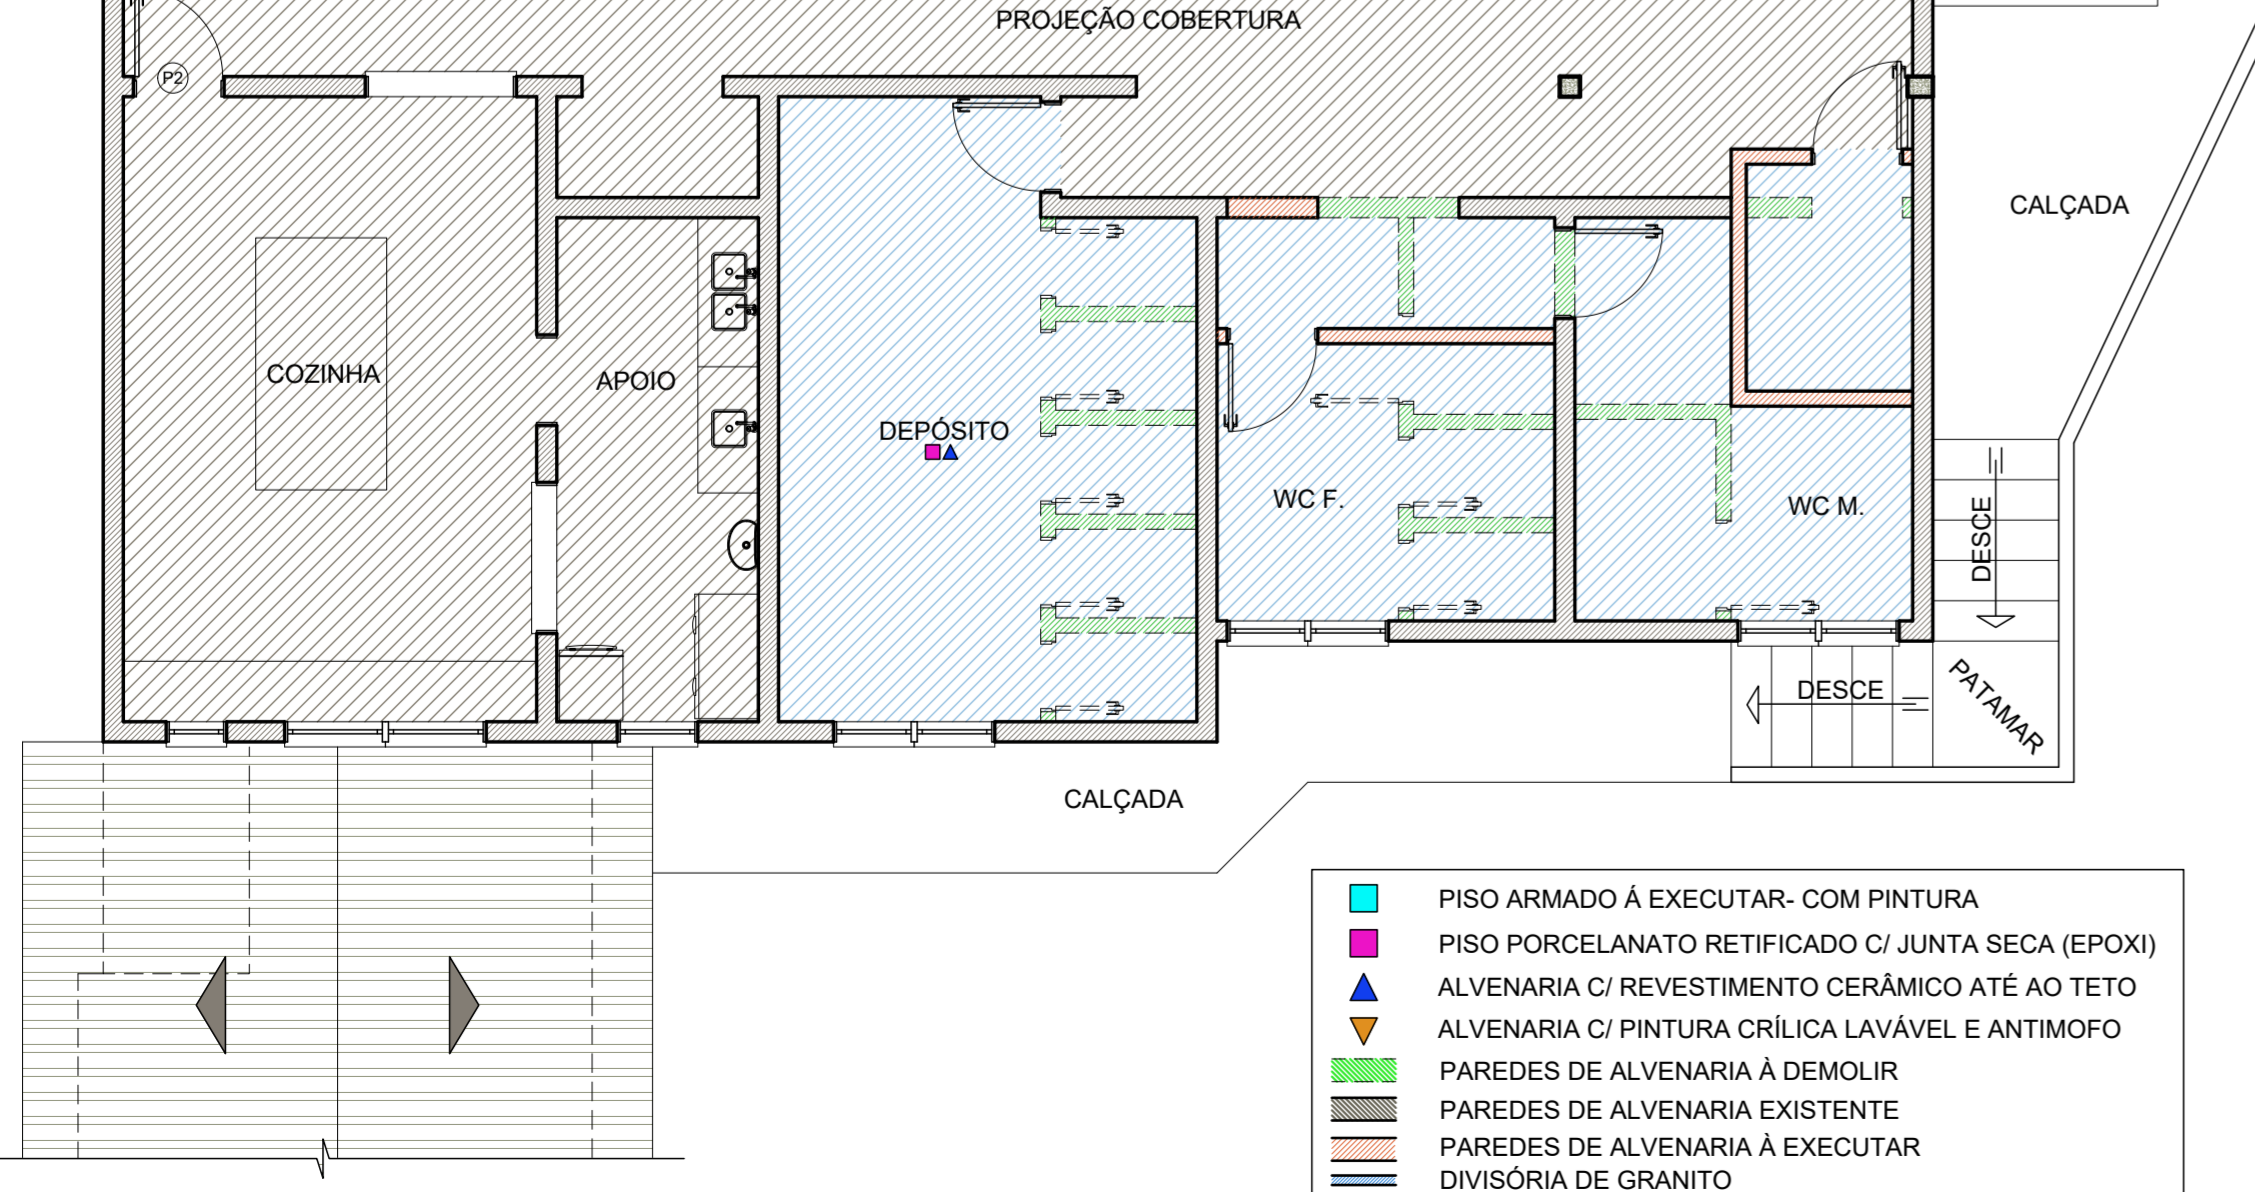 PROJEÇÃO COBERTURA
P2
CALÇADA
COZINHA
APOIO
DEPÓSITO
WC F.
WC M.
DESCE
DESCE
PATAMAR
CALÇADA
PISO ARMADO Á EXECUTAR- COM PINTURA
PISO PORCELANATO RETIFICADO C/ JUNTA SECA (EPOXI)
ALVENARIA C/ REVESTIMENTO CERÂMICO ATÉ AO TETO
ALVENARIA C/ PINTURA CRÍLICA LAVÁVEL E ANTIMOFO
PAREDES DE ALVENARIA À DEMOLIR
PAREDES DE ALVENARIA EXISTENTE
PAREDES DE ALVENARIA À EXECUTAR
DIVISÓRIA DE GRANITO